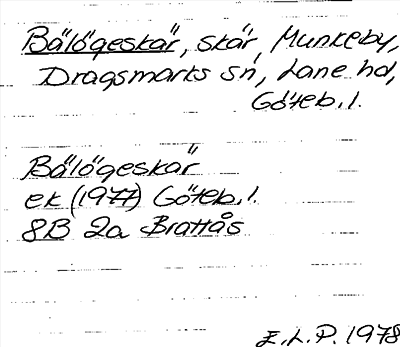 Bälögeskär, skär, Munkeby,
Dragsmarks sn, Lane hd,
Göteb. l.
Bälögeskär
ek (1977) Göteb. l.
8B 2a Brattås
E. L. P. 1978